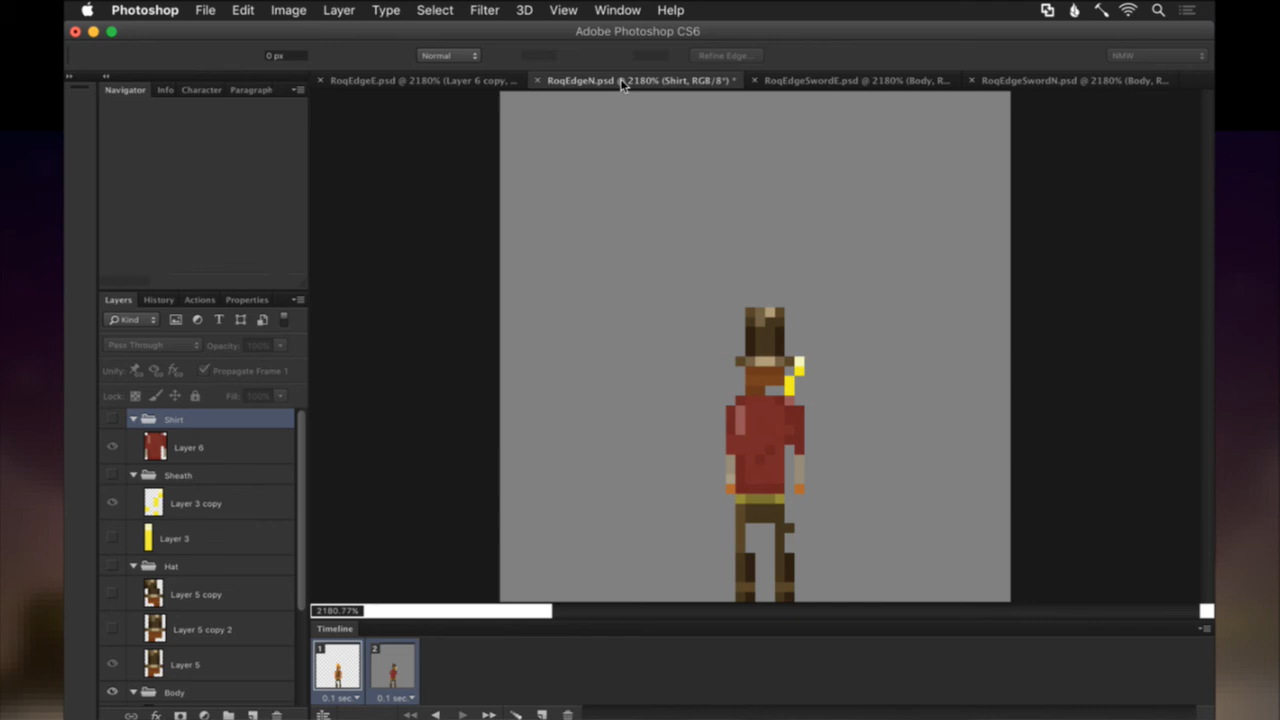 Photoshop File Edit Image Layer Type Select Filter 3D View Window Help
Adobe Photoshop CS6
0 px Normal Refine Edge... NMW
RoqEdgeE.psd @ 2180% (Layer 6 copy, ... RoqEdgeN.psd @ 2180% (Shirt, RGB/8*) * RoqEdgeSwordE.psd @ 2180% (Body, R... RoqEdgeSwordN.psd @ 2180% (Body, R...
Navigator Info Character Paragraph
Layers History Actions Properties
Kind
Pass Through Opacity: 100%
Unify: Propagate Frame 1
Lock: Fill: 100%
Shirt
Layer 6
Sheath
Layer 3 copy
Layer 3
Hat
Layer 5 copy
Layer 5 copy 2
Layer 5
Body
2180.77%
Timeline
1 2
0.1 sec. 0.1 sec.